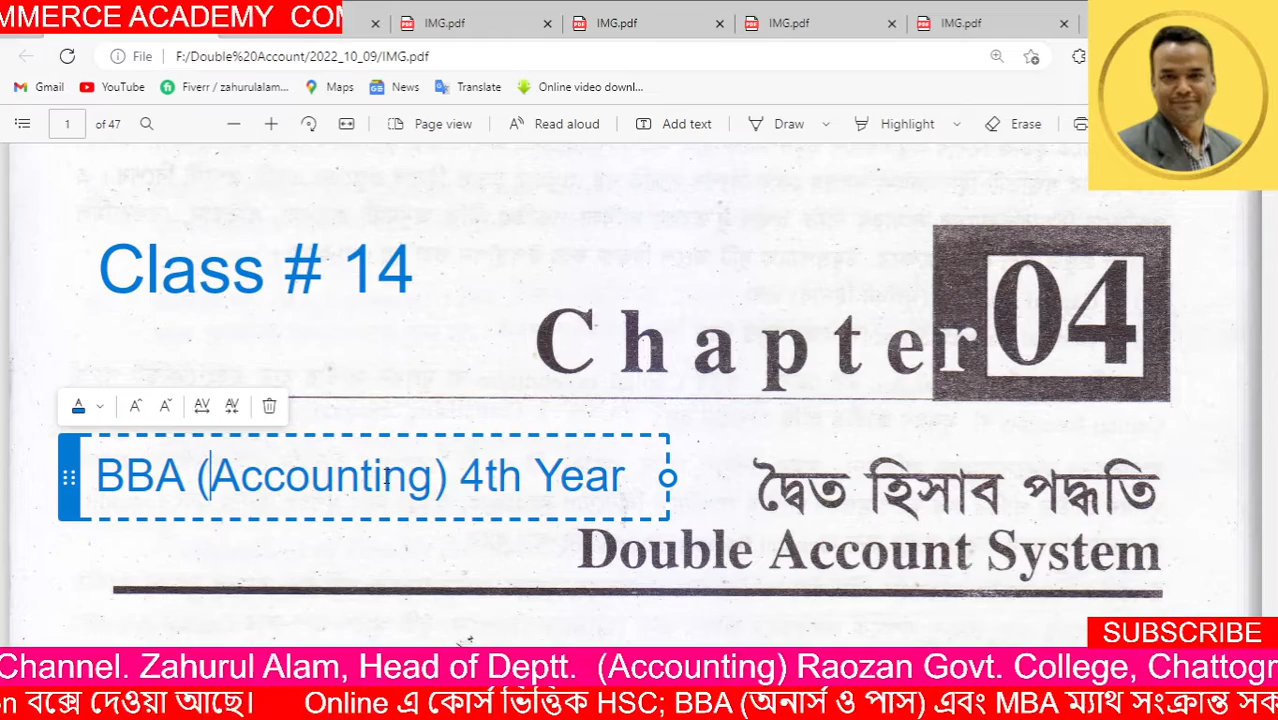 MMERCE ACADEMY COM
IMG.pdf
IMG.pdf
IMG.pdf
IMG.pdf
File F:/Double%20Account/2022_10_09/IMG.pdf
Gmail YouTube Fiverr / zahurulalam... Maps News Translate Online video downl...
1 of 47 Page view Read aloud Add text Draw Highlight Erase
Class # 14
Chapter 04
BBA (Accounting) 4th Year
দ্বৈত হিসাব পদ্ধতি
Double Account System
SUBSCRIBE
Channel. Zahurul Alam, Head of Deptt. (Accounting) Raozan Govt. College, Chattogr
on বক্সে দেওয়া আছে। Online এ কোর্স ভিত্তিক HSC; BBA (অনার্স ও পাস) এবং MBA ম্যাথ সংক্রান্ত সক